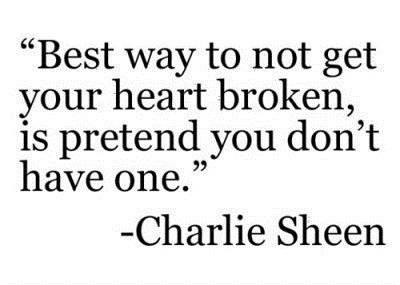 “Best way to not get
your heart broken,
is pretend you don’t
have one.”
-Charlie Sheen